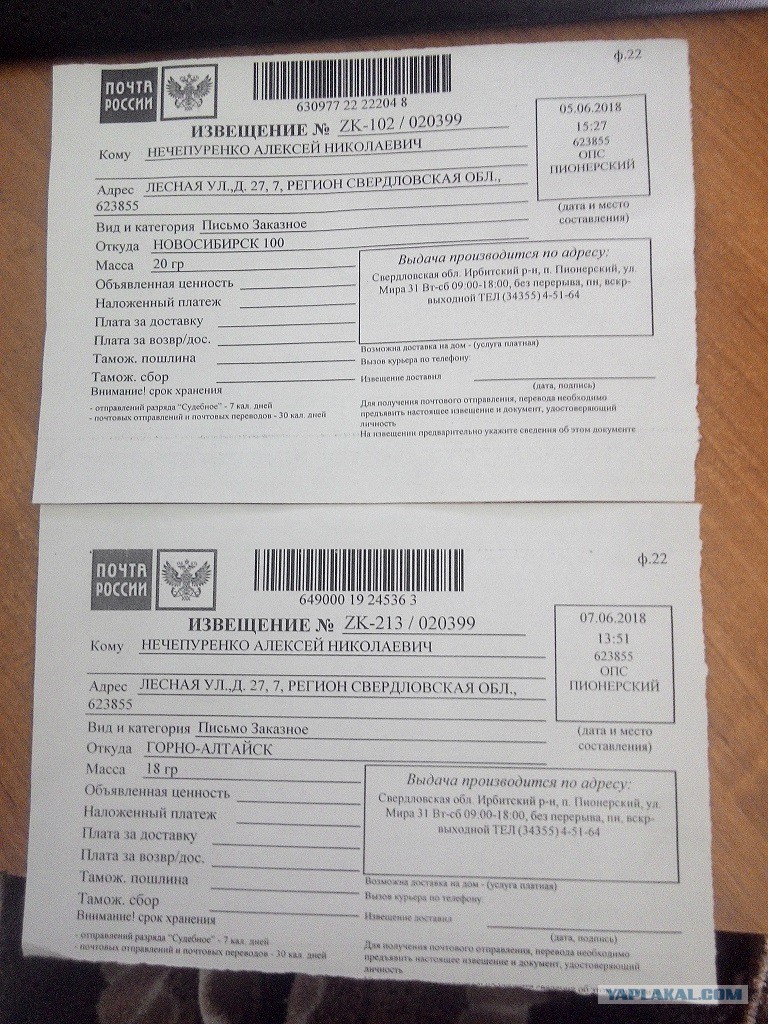 ПОЧТА
РОССИИ
630977 22 22204 8
ф.22
ИЗВЕЩЕНИЕ № ZK-102 / 020399
05.06.2018
15:27
623855
ОПС
ПИОНЕРСКИЙ
(дата и место
составления)
Кому НЕЧЕПУРЕНКО АЛЕКСЕЙ НИКОЛАЕВИЧ
Адрес ЛЕСНАЯ УЛ.,Д. 27, 7, РЕГИОН СВЕРДЛОВСКАЯ ОБЛ.,
623855
Вид и категория Письмо Заказное
Откуда НОВОСИБИРСК 100
Масса 20 гр
Объявленная ценность
Наложенный платеж
Плата за доставку
Плата за возвр/дос.
Тамож. пошлина
Тамож. сбор
Внимание! срок хранения
- отправлений разряда "Судебное" - 7 кал. дней
- почтовых отправлений и почтовых переводов - 30 кал. дней
Выдача производится по адресу:
Свердловская обл. Ирбитский р-н, п. Пионерский, ул.
Мира 31 Вт-сб 09:00-18:00, без перерыва, пн, вскр-
выходной ТЕЛ (34355) 4-51-64
Возможна доставка на дом - (услуга платная)
Вызов курьера по телефону:
Извещение доставил
(дата, подпись)
Для получения почтового отправления, перевода необходимо
предъявить настоящее извещение и документ, удостоверяющий
личность
На извещении предварительно укажите сведения об этом документе
ПОЧТА
РОССИИ
649000 19 24536 3
ф.22
ИЗВЕЩЕНИЕ № ZK-213 / 020399
07.06.2018
13:51
623855
ОПС
ПИОНЕРСКИЙ
(дата и место
составления)
Кому НЕЧЕПУРЕНКО АЛЕКСЕЙ НИКОЛАЕВИЧ
Адрес ЛЕСНАЯ УЛ.,Д. 27, 7, РЕГИОН СВЕРДЛОВСКАЯ ОБЛ.,
623855
Вид и категория Письмо Заказное
Откуда ГОРНО-АЛТАЙСК
Масса 18 гр
Объявленная ценность
Наложенный платеж
Плата за доставку
Плата за возвр/дос.
Тамож. пошлина
Тамож. сбор
Внимание! срок хранения
- отправлений разряда "Судебное" - 7 кал. дней
- почтовых отправлений и почтовых переводов - 30 кал. дней
Выдача производится по адресу:
Свердловская обл. Ирбитский р-н, п. Пионерский, ул.
Мира 31 Вт-сб 09:00-18:00, без перерыва, пн, вскр-
выходной ТЕЛ (34355) 4-51-64
Возможна доставка на дом - (услуга платная)
Вызов курьера по телефону:
Извещение доставил
(дата, подпись)
Для получения почтового отправления, перевода необходимо
предъявить настоящее извещение и документ, удостоверяющий
личность
YAPLAKAL.COM